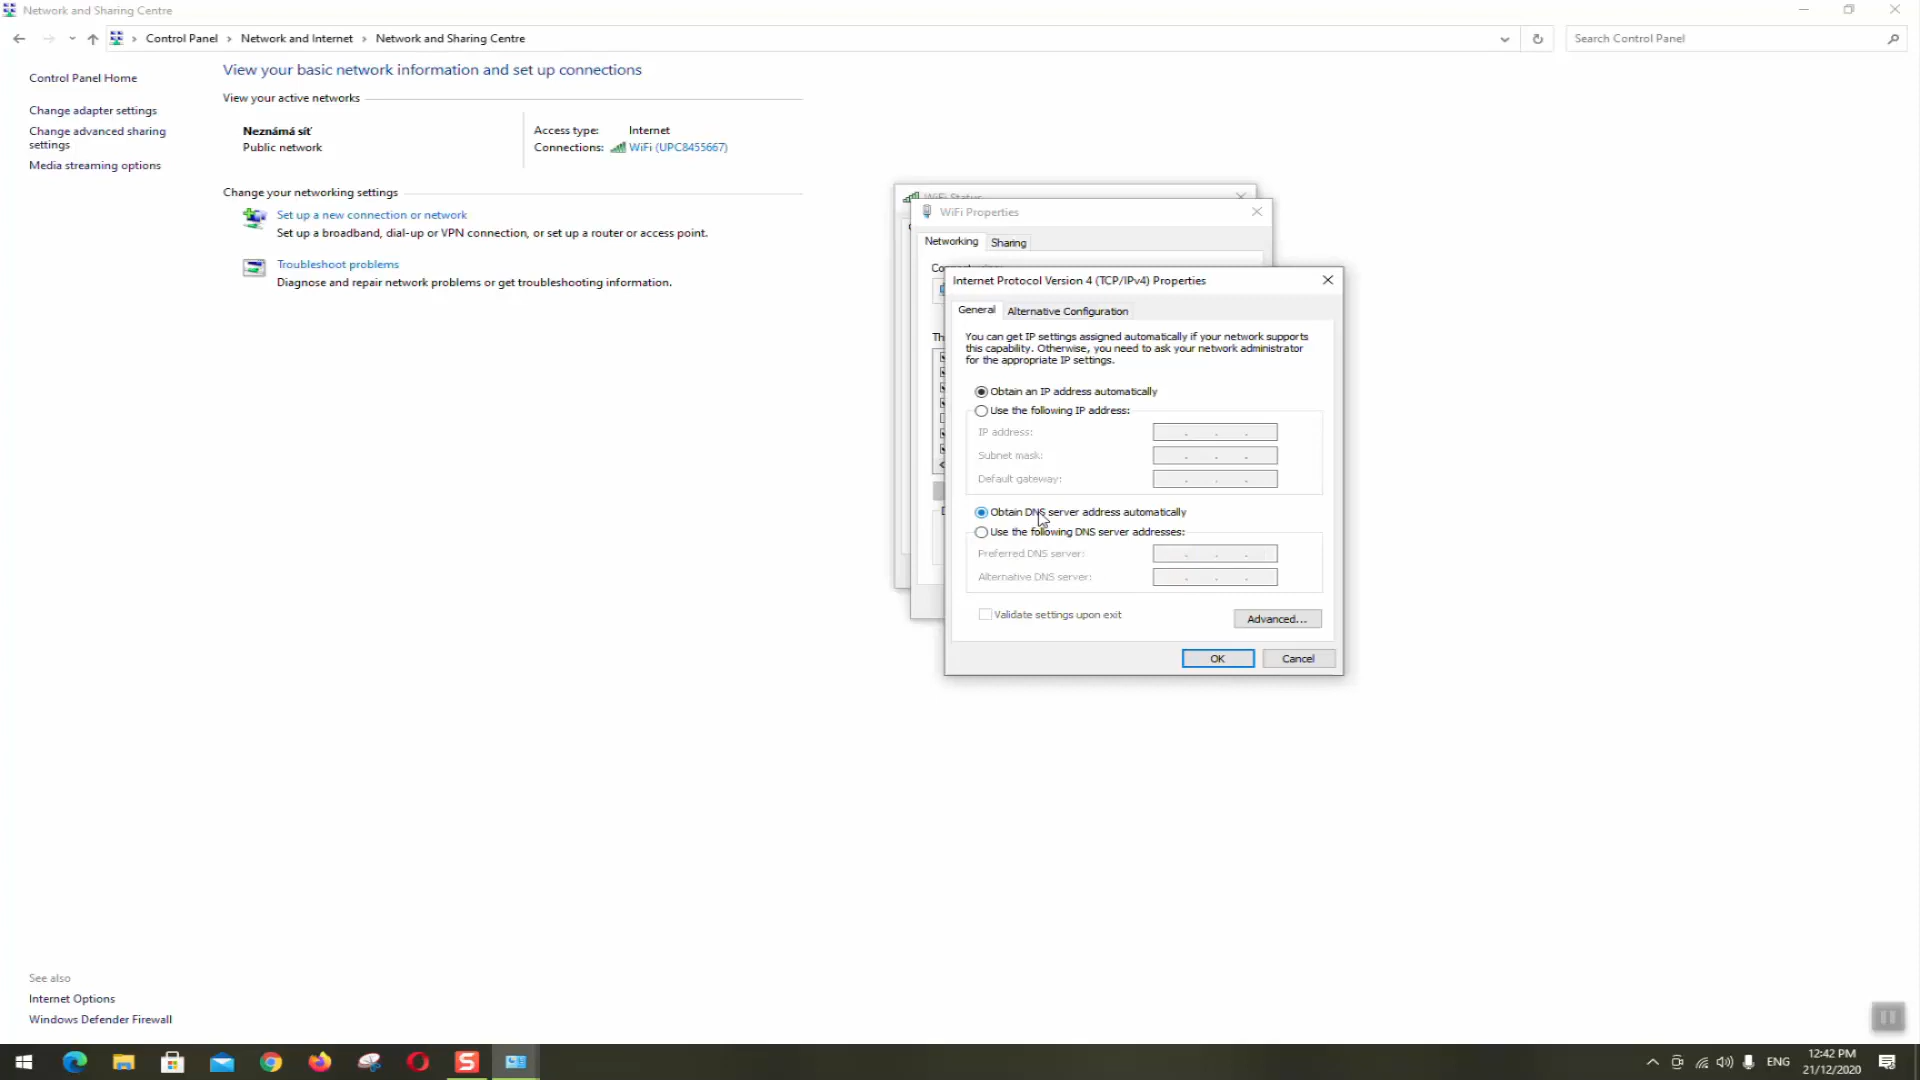 Network and Sharing Centre
Control Panel > Network and Internet > Network and Sharing Centre
Search Control Panel
Control Panel Home
Change adapter settings
Change advanced sharing
settings
Media streaming options
View your basic network information and set up connections
View your active networks
Neznámá síť
Public network
Access type: Internet
Connections: WiFi (UPC8455667)
Change your networking settings
Set up a new connection or network
Set up a broadband, dial-up or VPN connection, or set up a router or access point.
Troubleshoot problems
Diagnose and repair network problems or get troubleshooting information.
WiFi Status
WiFi Properties
Networking Sharing
Internet Protocol Version 4 (TCP/IPv4) Properties
General Alternative Configuration
You can get IP settings assigned automatically if your network supports
this capability. Otherwise, you need to ask your network administrator
for the appropriate IP settings.
Obtain an IP address automatically
Use the following IP address:
IP address:
Subnet mask:
Default gateway:
Obtain DNS server address automatically
Use the following DNS server addresses:
Preferred DNS server:
Alternative DNS server:
Validate settings upon exit
Advanced...
OK Cancel
See also
Internet Options
Windows Defender Firewall
ENG
12:42 PM
21/12/2020